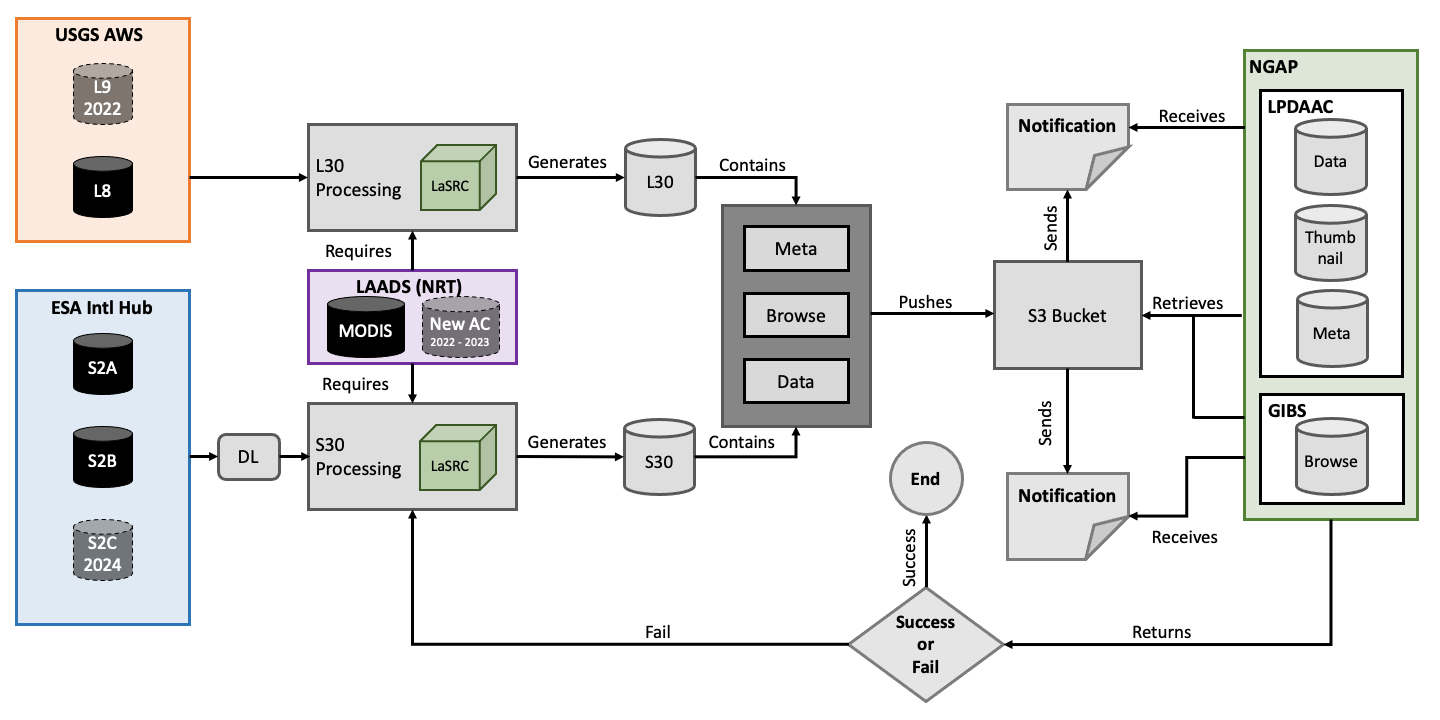 USGS AWS
L9
2022
L8
ESA Intl Hub
S2A
S2B
S2C
2024
DL
L30
Processing
LaSRC
Requires
LAADS (NRT)
MODIS
New AC
2022 - 2023
Requires
S30
Processing
LaSRC
Generates
L30
Contains
Generates
S30
Contains
Meta
Browse
Data
Pushes
S3 Bucket
Sends
Notification
Receives
Retrieves
Sends
Notification
Receives
NGAP
LPDAAC
Data
Thumb
nail
Meta
GIBS
Browse
Returns
Success
or
Fail
Success
End
Fail